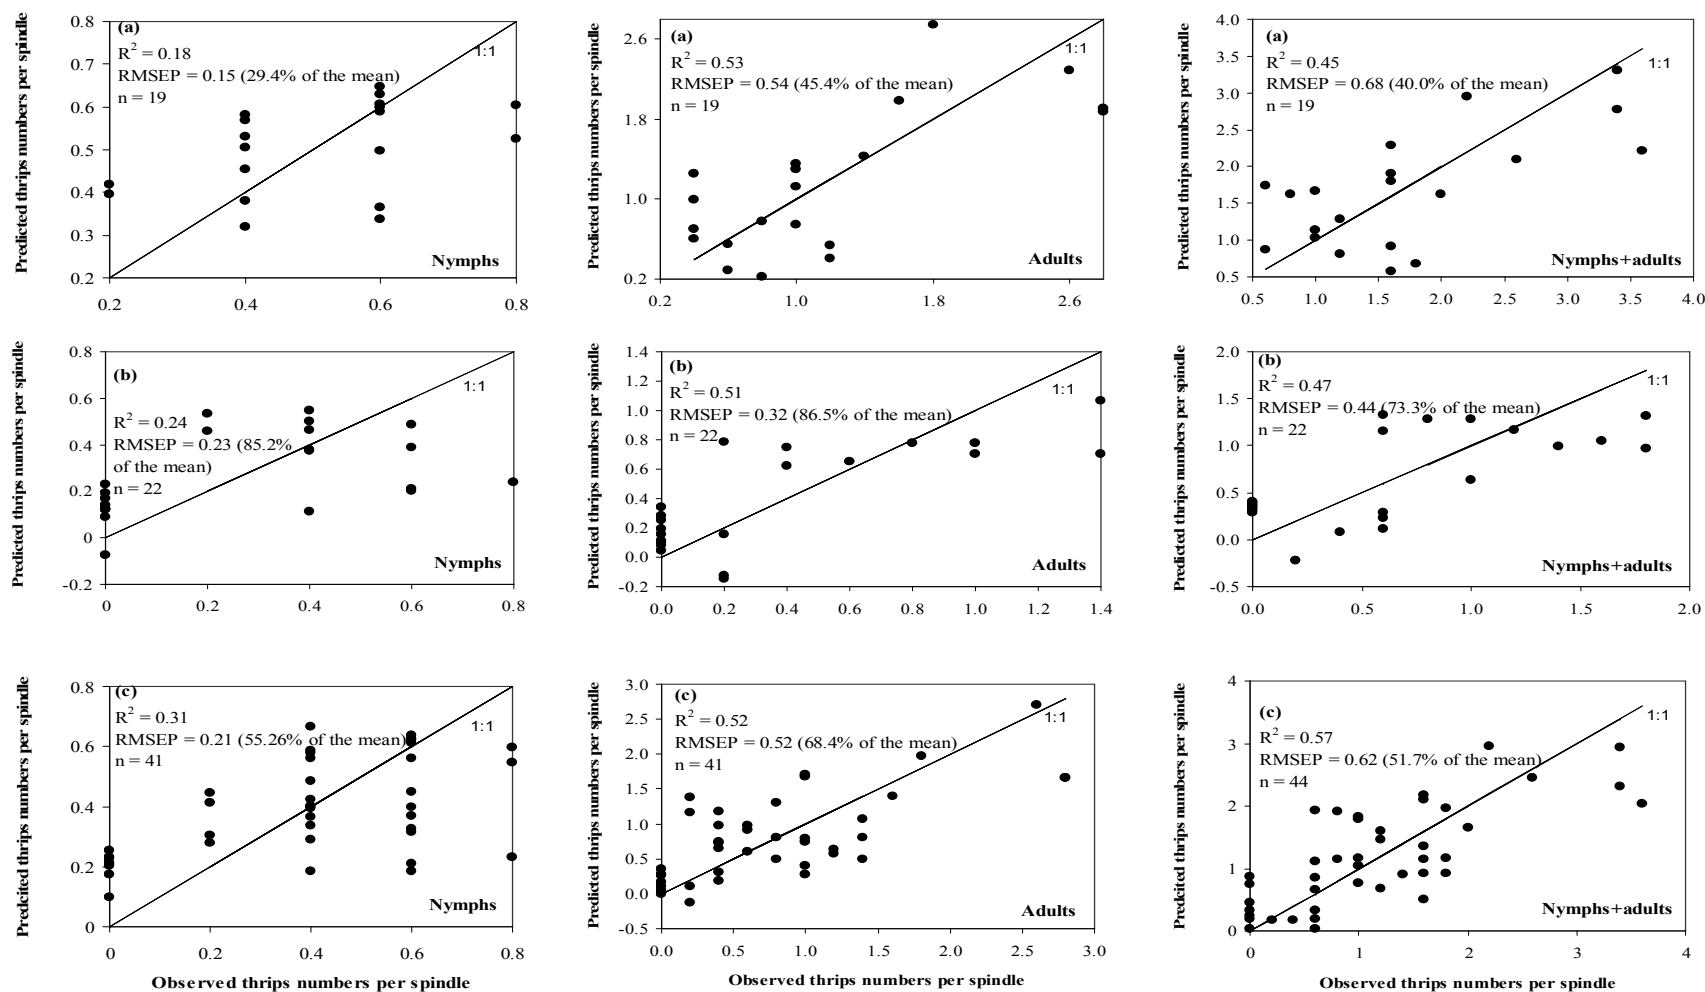 Predicted thrips numbers per spindle
0.8
0.7
0.6
0.5
0.4
0.3
0.2
(a)
R² = 0.18
RMSEP = 0.15 (29.4% of the mean)
n = 19
1:1
Nymphs
0.2
0.4
0.6
0.8
Predicted thrips numbers per spindle
2.6
1.8
1.0
0.2
(a)
R² = 0.53
RMSEP = 0.54 (45.4% of the mean)
n = 19
1:1
Adults
0.2
1.0
1.8
2.6
Predicted thrips numbers per spindle
4.0
3.5
3.0
2.5
2.0
1.5
1.0
0.5
(a)
R² = 0.45
RMSEP = 0.68 (40.0% of the mean)
n = 19
1:1
Nymphs+adults
0.5
1.0
1.5
2.0
2.5
3.0
3.5
4.0
Predicted thrips numbers per spindle
0.8
0.6
0.4
0.2
0
-0.2
(b)
R² = 0.24
RMSEP = 0.23 (85.2%
of the mean)
n = 22
1:1
Nymphs
0
0.2
0.4
0.6
0.8
Predicted thrips numbers per spindle
1.4
1.2
1.0
0.8
0.6
0.4
0.2
0.0
-0.2
(b)
R² = 0.51
RMSEP = 0.32 (86.5% of the mean)
n = 22
1:1
Adults
0.0
0.2
0.4
0.6
0.8
1.0
1.2
1.4
Predicted thrips numbers per spindle
2.0
1.5
1.0
0.5
0.0
-0.5
(b)
R² = 0.47
RMSEP = 0.44 (73.3% of the mean)
n = 22
1:1
Nymphs+adults
0.0
0.5
1.0
1.5
2.0
Predcited thrips numbers per spindle
0.8
0.6
0.4
0.2
0
(c)
R² = 0.31
RMSEP = 0.21 (55.26% of the mean)
n = 41
1:1
Nymphs
0
0.2
0.4
0.6
0.8
Observed thrips numbers per spindle
Predicted thrips numbers per spindle
3.0
2.5
2.0
1.5
1.0
0.5
0.0
-0.5
(c)
R² = 0.52
RMSEP = 0.52 (68.4% of the mean)
n = 41
1:1
Adults
0.0
0.5
1.0
1.5
2.0
2.5
3.0
Observed thrips numbers per spindle
Predcited thrips numbers per spindle
4
3
2
1
0
(c)
R² = 0.57
RMSEP = 0.62 (51.7% of the mean)
n = 44
1:1
Nymphs+adults
0
1
2
3
4
Observed thrips numbers per spindle